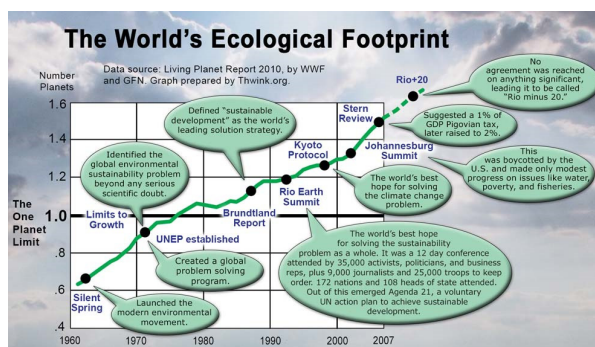 The World's Ecological Footprint
Data source: Living Planet Report 2010, by WWF
and GFN. Graph prepared by Thwink.org.
Number
Planets
1.6
1.4
1.2
The
One
Planet
Limit
1.0
.8
.6
.4
1960
1971
1980
1987
1990
2000
2007
Silent
Spring
Launched the
modern environmental
movement.
Limits to
Growth
Identified the
global environmental
sustainability problem
beyond any serious
scientific doubt.
UNEP established
Created a global
problem solving
program.
Brundtland
Report
Defined "sustainable
development" as the world's
leading solution strategy.
Rio Earth
Summit
The world's best hope
for solving the sustainability
problem as a whole. It was a 12 day conference
attended by 35,000 activists, politicians, and business
reps, plus 9,000 journalists and 25,000 troops to keep
order. 172 nations and 108 heads of state attended.
Out of this emerged Agenda 21, a voluntary
UN action plan to achieve sustainable
development.
Kyoto
Protocol
The world's best
hope for solving
the climate change
problem.
Johannesburg
Summit
This
was boycotted by the
U.S. and made only modest
progress on issues like water,
poverty, and fisheries.
Stern
Review
Suggested a 1% of
GDP Pigovian tax,
later raised to 2%.
Rio+20
No
agreement was reached
on anything significant,
leading it to be called
"Rio minus 20."